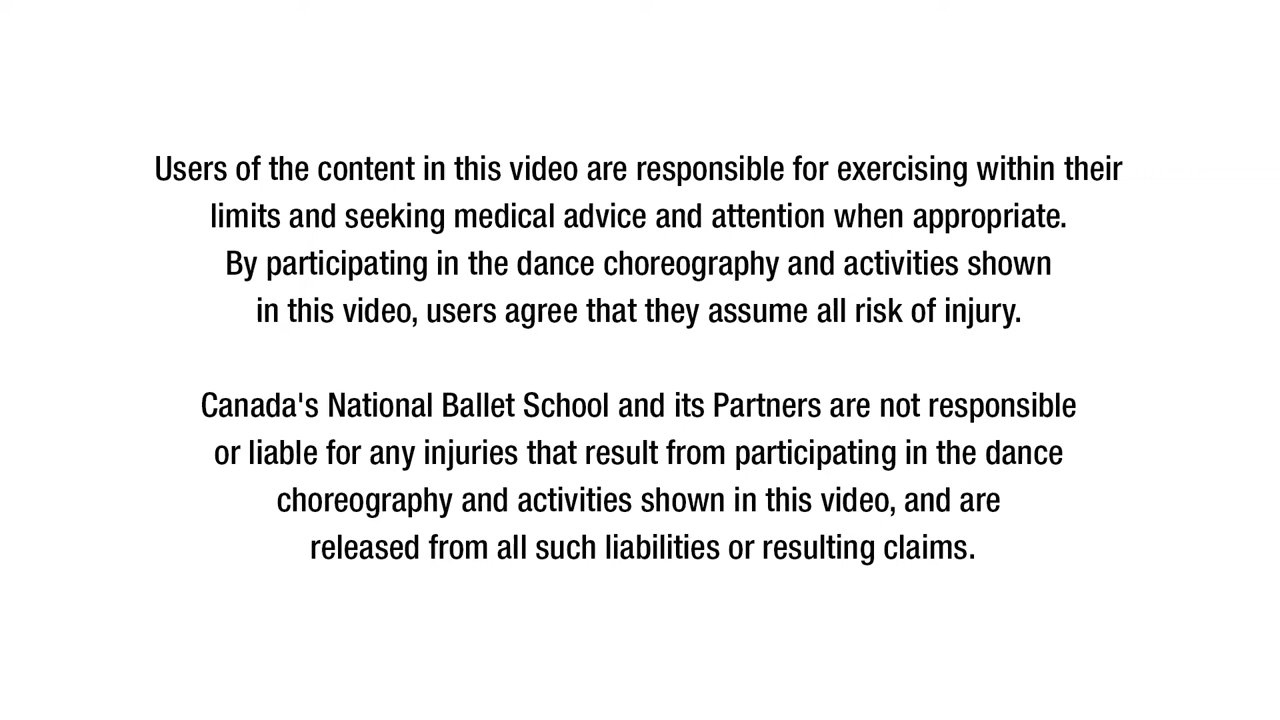 Users of the content in this video are responsible for exercising within their
limits and seeking medical advice and attention when appropriate.
By participating in the dance choreography and activities shown
in this video, users agree that they assume all risk of injury.
Canada's National Ballet School and its Partners are not responsible
or liable for any injuries that result from participating in the dance
choreography and activities shown in this video, and are
released from all such liabilities or resulting claims.